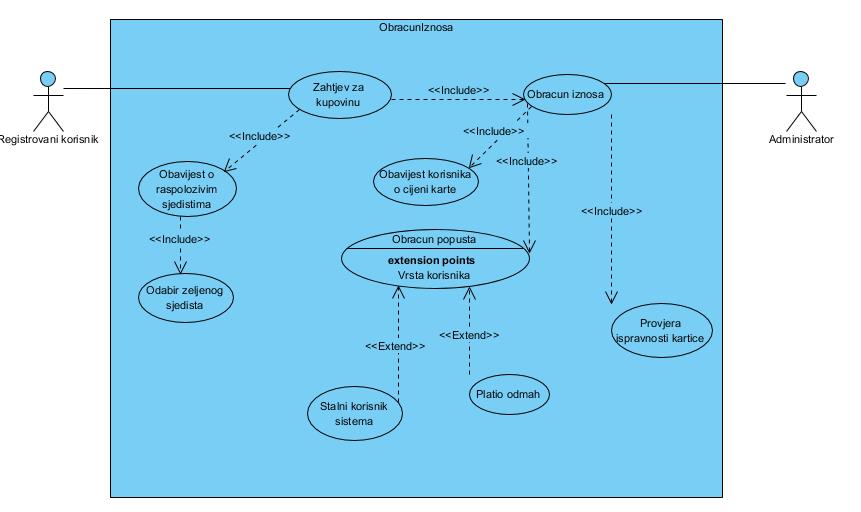 ObracunIznosa
Zahtjev za
kupovinu
<<Include>>
Obracun iznosa
Registrovani korisnik
Administrator
<<Include>>
<<Include>>
<<Include>>
Obavijest o
raspolozivim
sjedistima
Obavijest korisnika
o cijeni karte
<<Include>>
<<Include>>
Obracun popusta
extension points
Vrsta korisnika
Odabir zeljenog
sjedista
Provjera
ispravnosti kartice
<<Extend>>
<<Extend>>
Stalni korisnik
sistema
Platio odmah